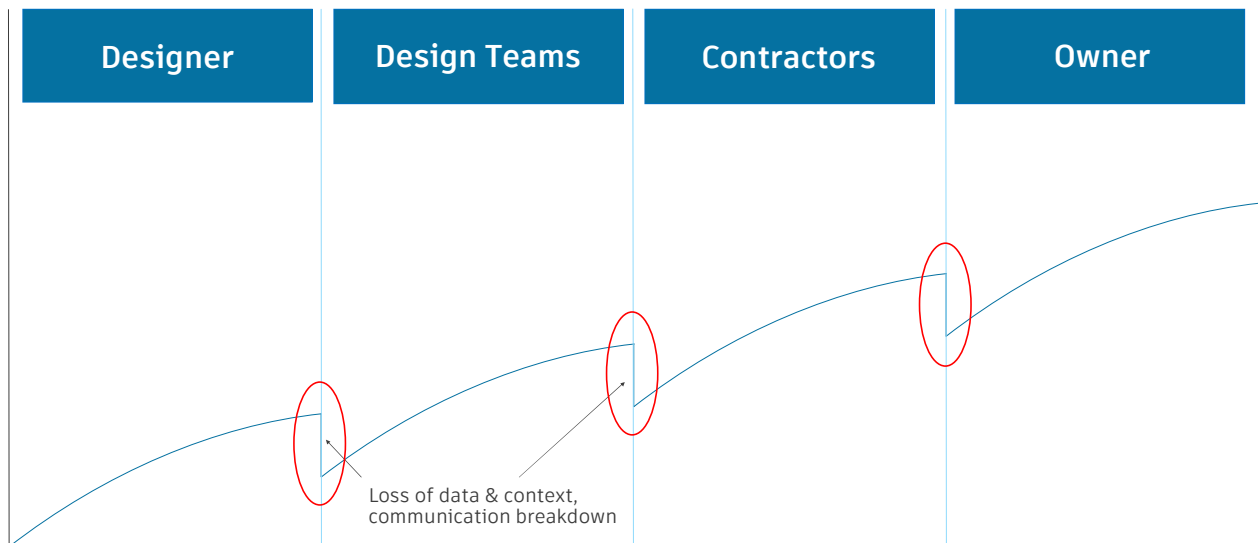 Designer
Design Teams
Contractors
Owner
Loss of data & context,
communication breakdown